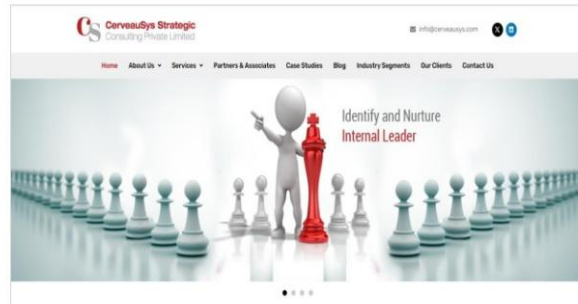 CS
CerveauSys Strategic
Consulting Private Limited
info@cerveausys.com
X
Home About Us Services Partners & Associates Case Studies Blog Industry Segments Our Clients Contact Us
Identify and Nurture
Internal Leader